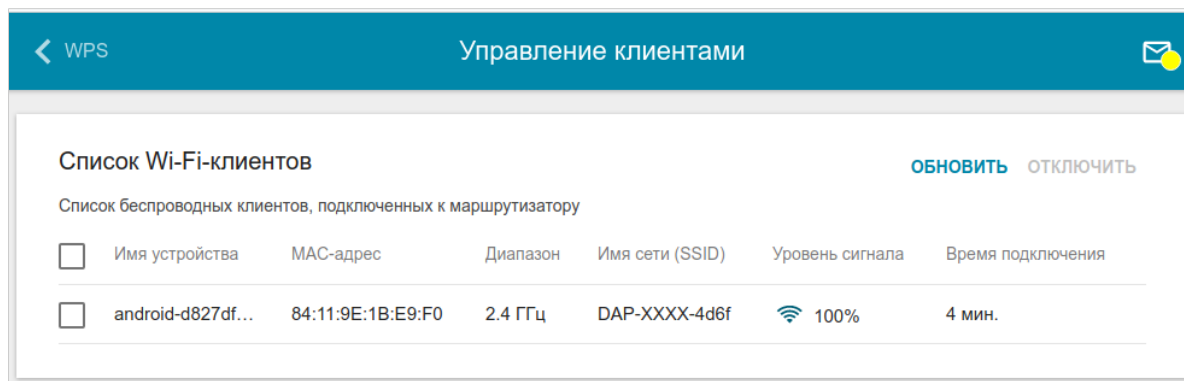 WPS
Управление клиентами
Список Wi-Fi-клиентов
ОБНОВИТЬ ОТКЛЮЧИТЬ
Список беспроводных клиентов, подключенных к маршрутизатору
Имя устройства MAC-адрес Диапазон Имя сети (SSID) Уровень сигнала Время подключения
android-d827df... 84:11:9E:1B:E9:F0 2.4 ГГц DAP-XXXX-4d6f 100% 4 мин.